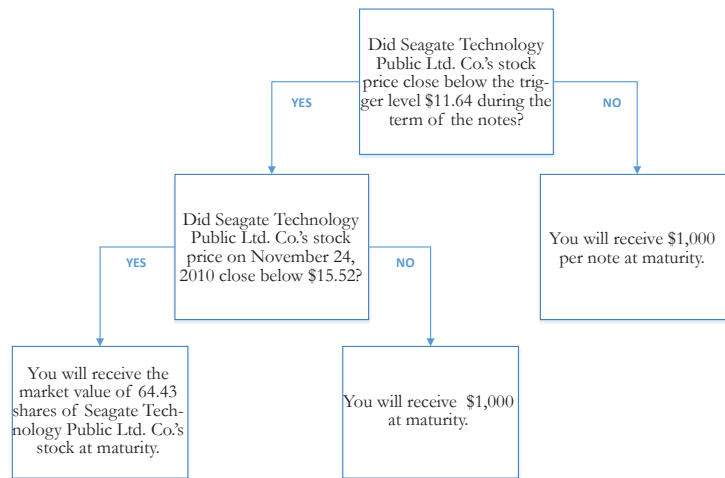 Did Seagate Technology
Public Ltd. Co.'s stock
price close below the trig-
ger level $11.64 during the
term of the notes?
YES
NO
Did Seagate Technology
Public Ltd. Co.'s stock
price on November 24,
2010 close below $15.52?
You will receive $1,000
per note at maturity.
YES
NO
You will receive the
market value of 64.43
shares of Seagate Tech-
nology Public Ltd. Co.'s
stock at maturity.
You will receive $1,000
at maturity.